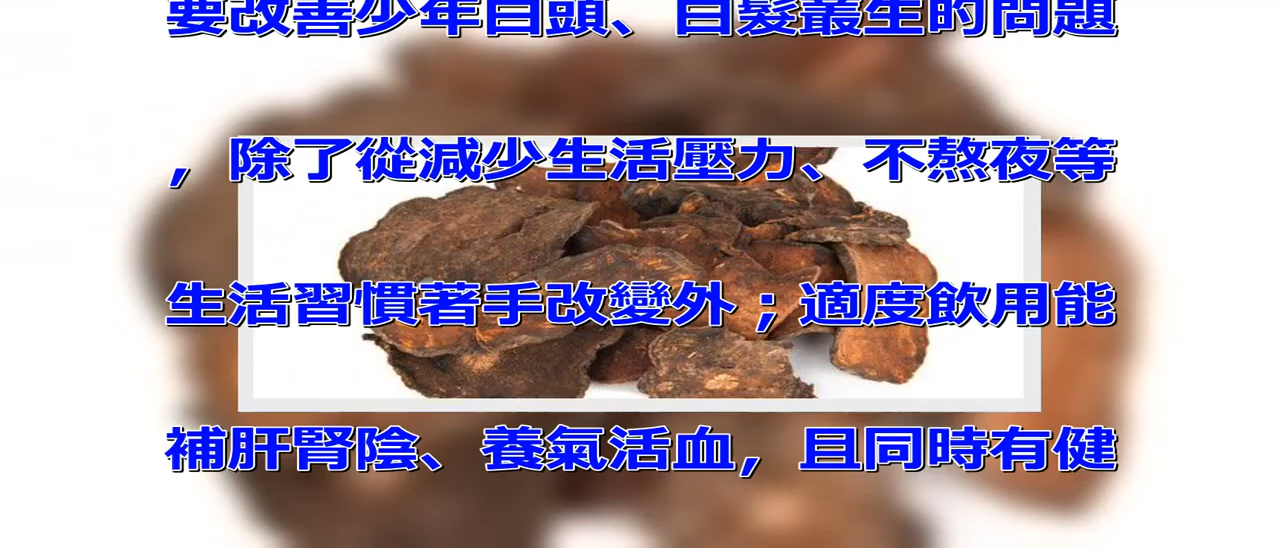 要改善少年白頭、白髮叢生的問題
，除了從減少生活壓力、不熬夜等
生活習慣著手改變外；適度飲用能
補肝腎陰、養氣活血，且同時有健